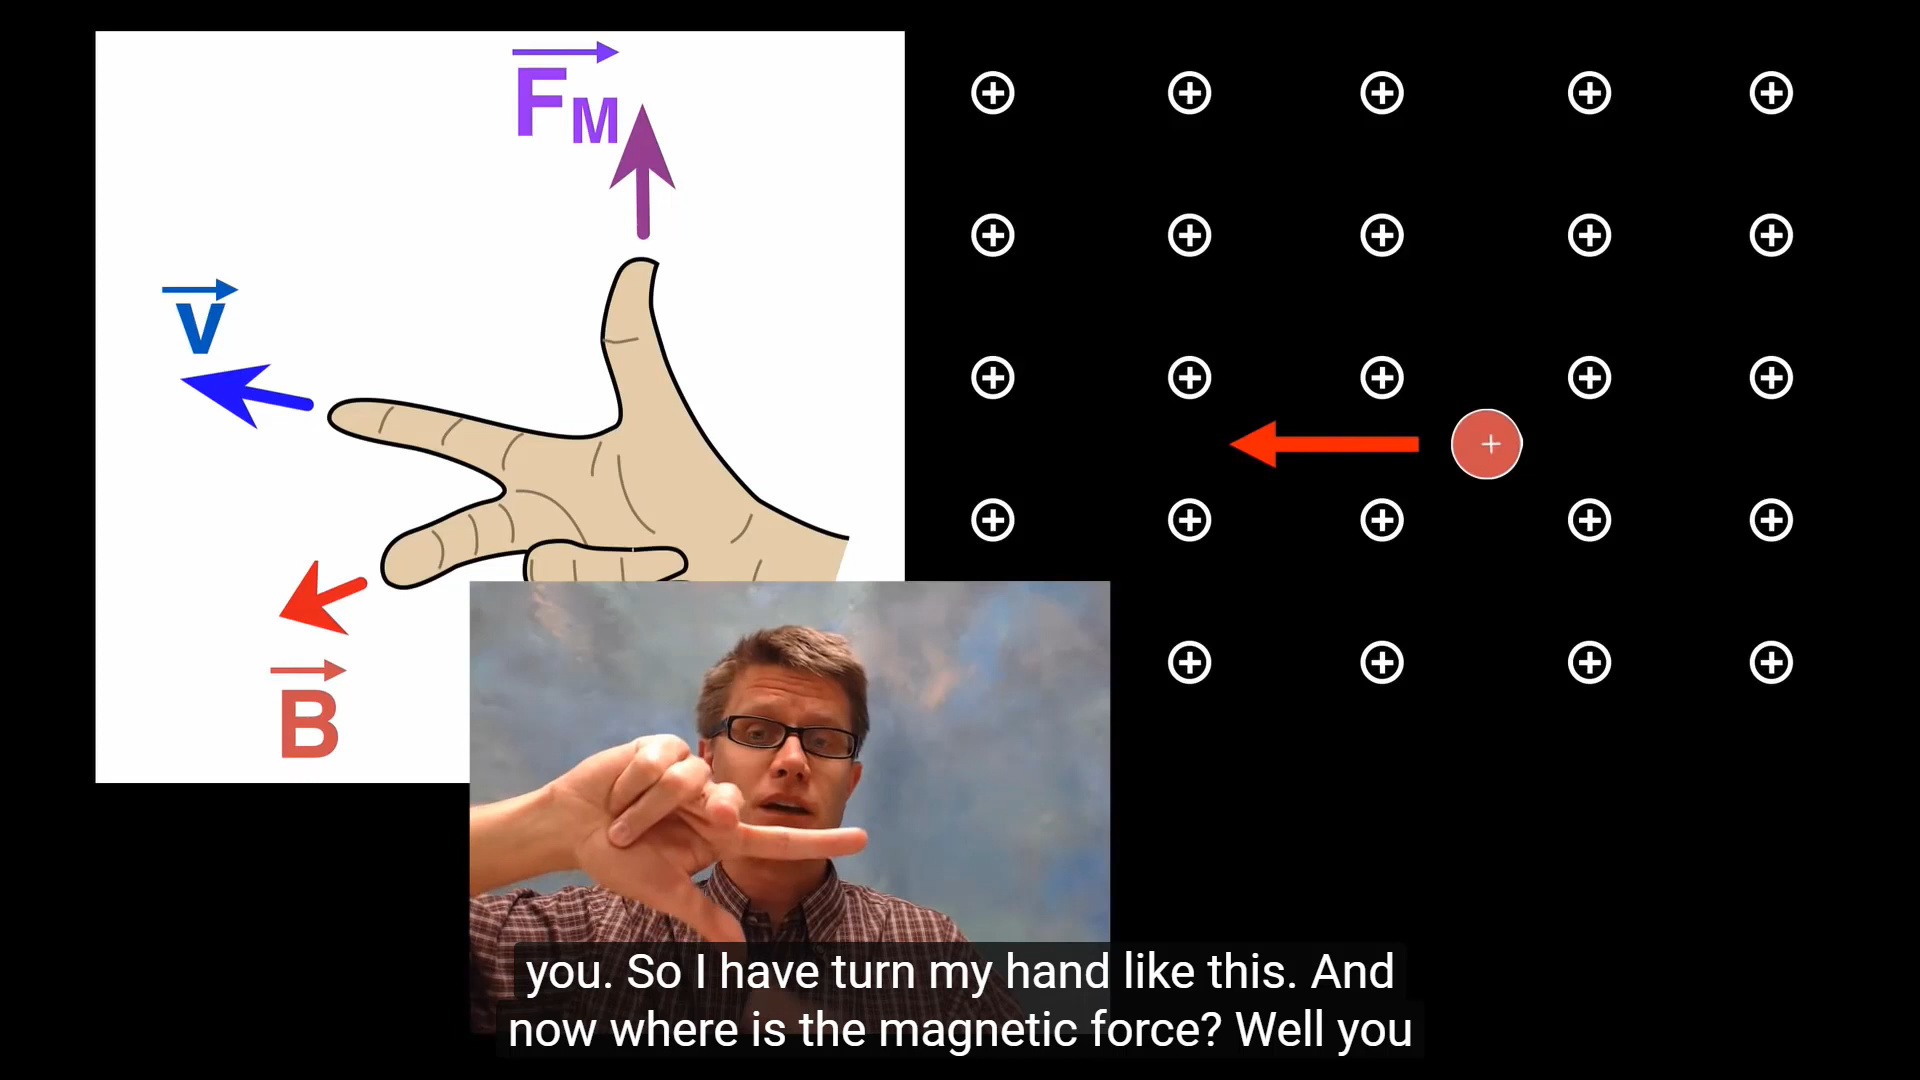 FM
v
B
+
you. So I have turn my hand like this. And
now where is the magnetic force? Well you